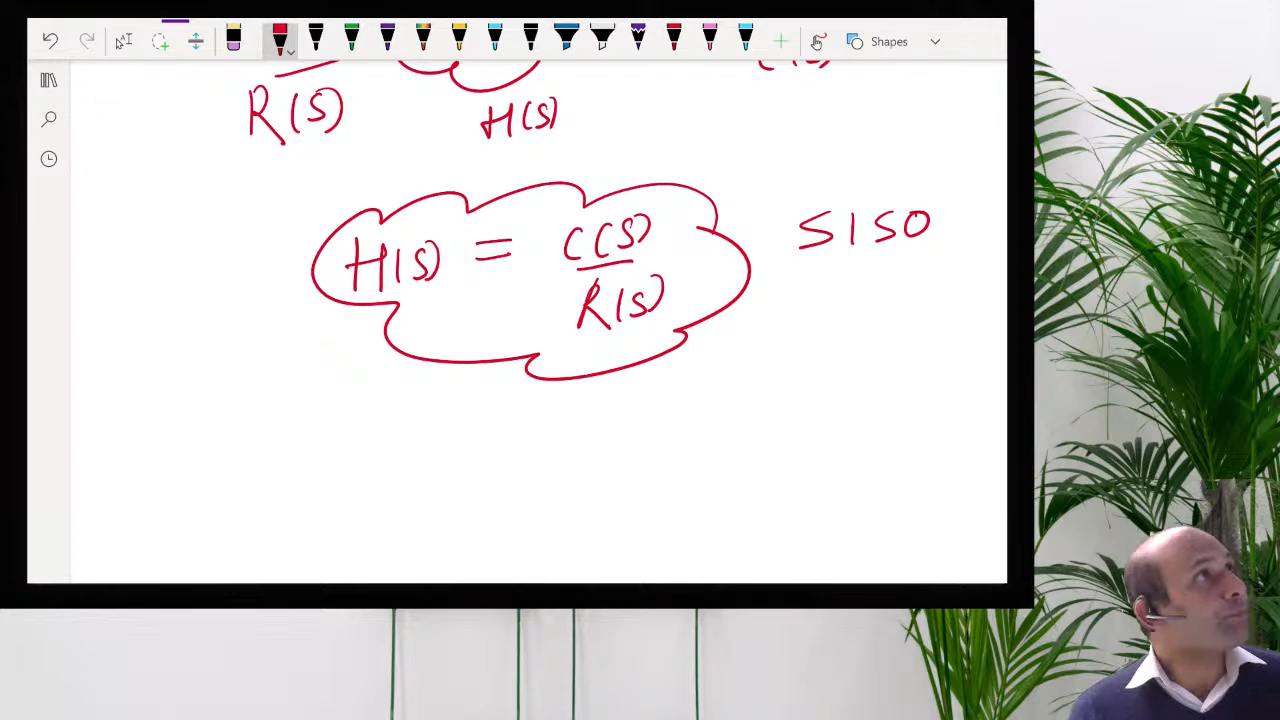 Shapes
R(S)
H(S)
H(S) = C(S) / R(S)
SISO